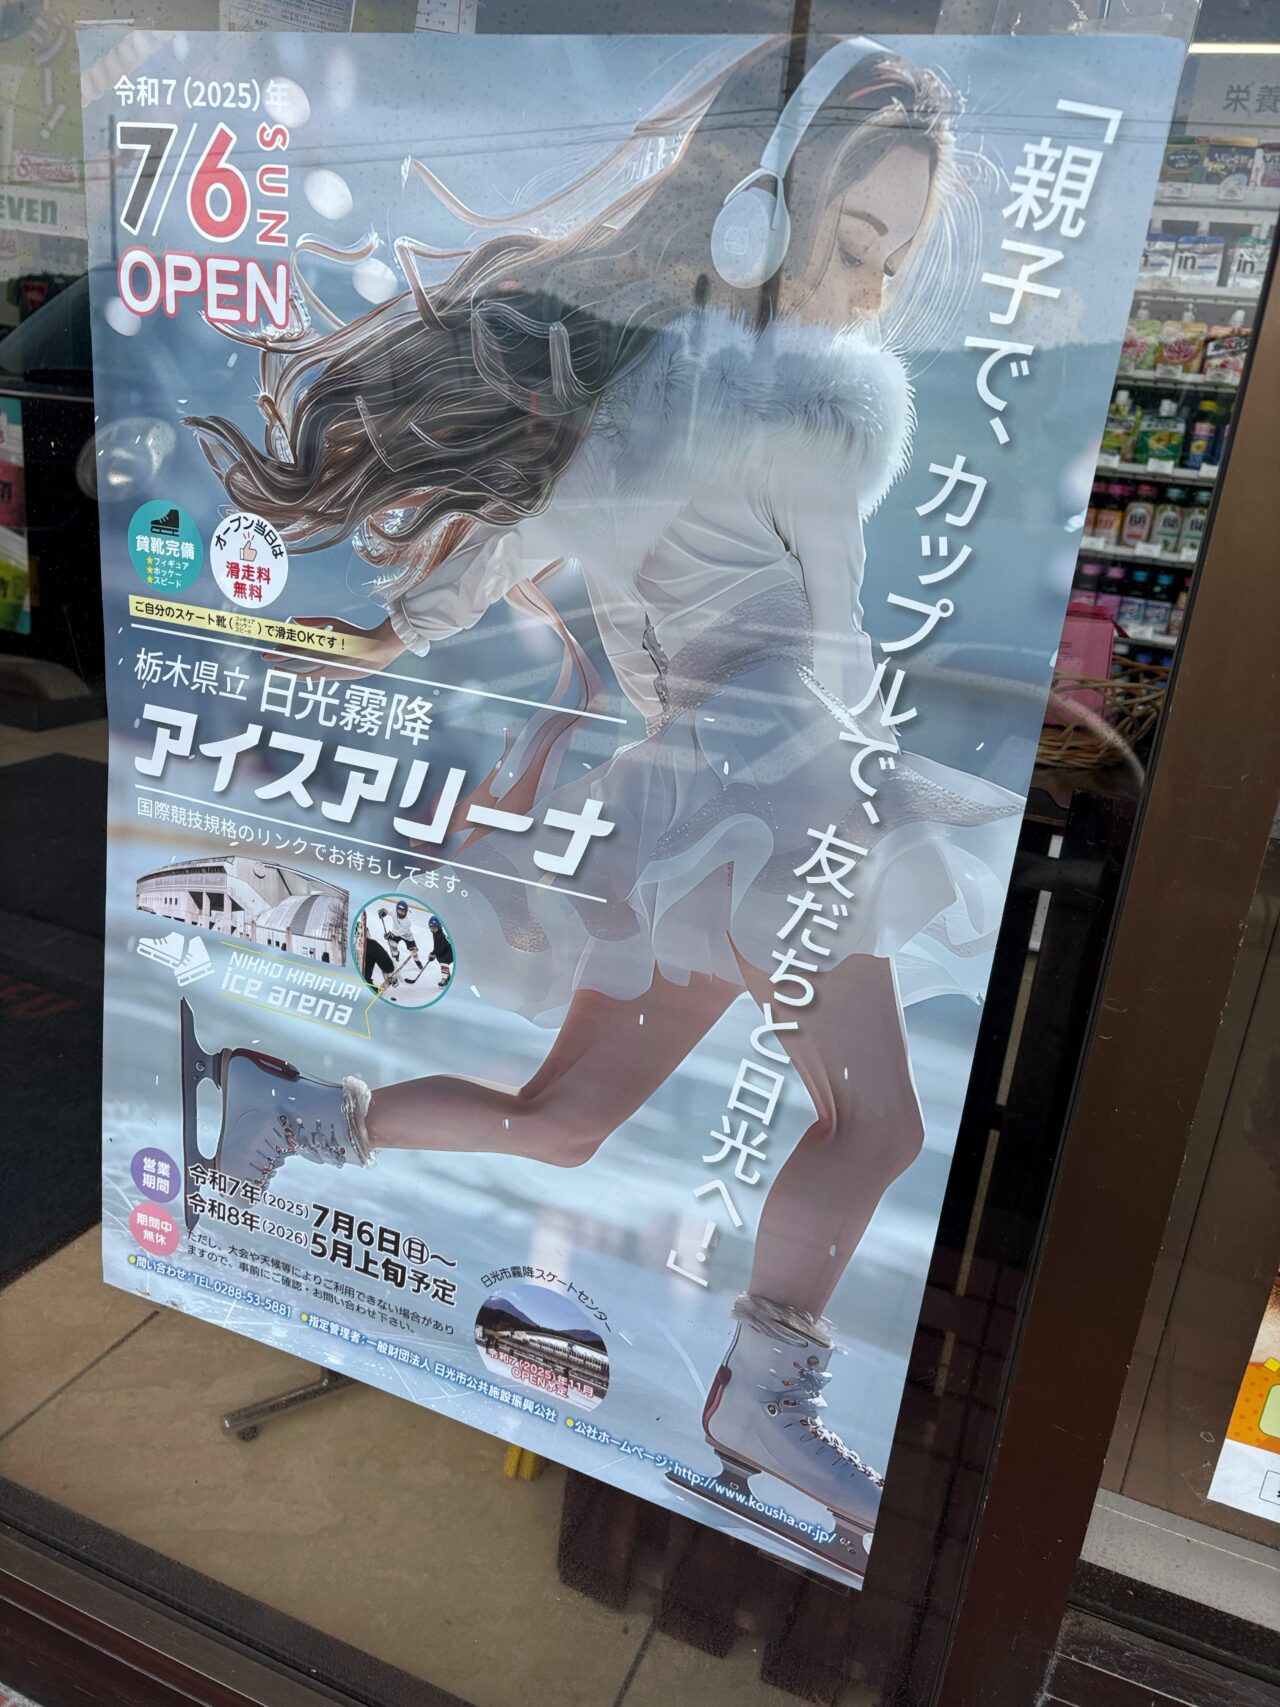 令和7(2025)年
7/6 SUN
OPEN
「親子で、カップルで、友だちと日光へ！」
貸靴完備
★フィギュア
★ホッケー
★スピード
オープン当日は
滑走料
無料
ご自分のスケート靴(フィギュア ホッケー スピード)で滑走OKです！
栃木県立 日光霧降
アイスアリーナ
国際競技規格のリンクでお待ちしてます。
NIKKO KIRIFURI
ice arena
営業
期間
令和7年(2025) 7月6日㊐〜
令和8年(2026) 5月上旬予定
期間中
無休
ただし、大会や天候等によりご利用できない場合があり
ますので、事前にご確認・お問い合わせ下さい。
日光市霧降スケートセンター
令和7(2025)年11月
OPEN予定
●問い合わせ：TEL.0288-53-5881 ●指定管理者：一般財団法人 日光市公共施設振興公社 ●公社ホームページ：http://www.kousha.or.jp/
EVEN
栄養
in
in